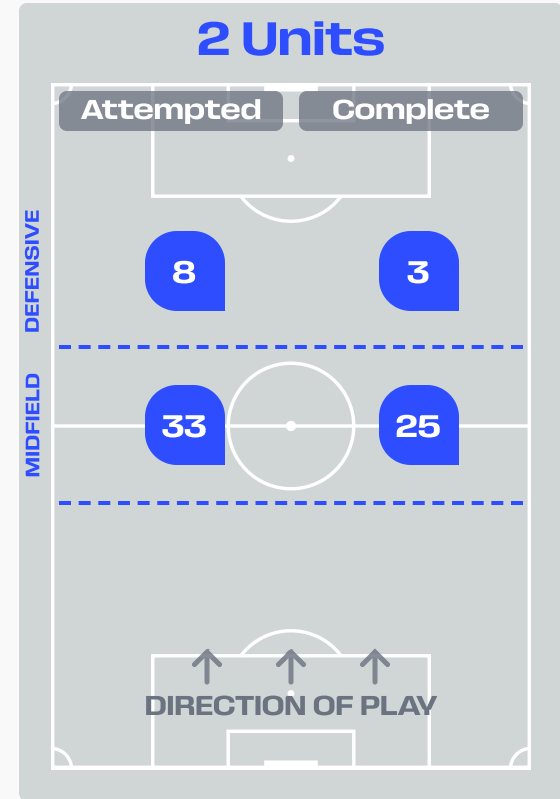 2 Units
Attempted Complete
DEFENSIVE
8 3
MIDFIELD
33 25
DIRECTION OF PLAY